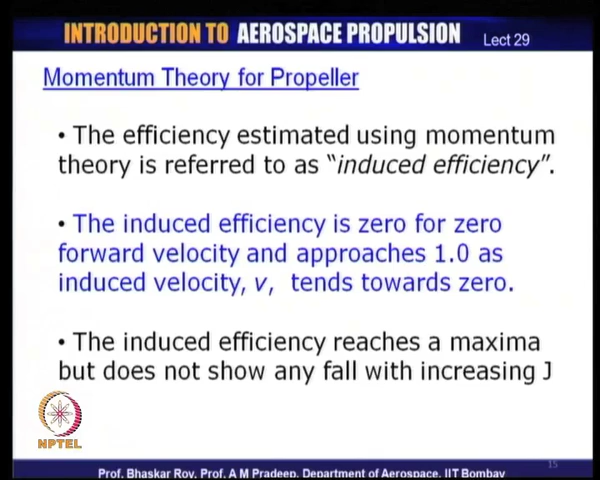 INTRODUCTION TO AEROSPACE PROPULSION Lect 29
Momentum Theory for Propeller
• The efficiency estimated using momentum
theory is referred to as "induced efficiency".
• The induced efficiency is zero for zero
forward velocity and approaches 1.0 as
induced velocity, v, tends towards zero.
• The induced efficiency reaches a maxima
but does not show any fall with increasing J
NPTEL
15
Prof. Bhaskar Roy, Prof. A M Pradeep, Department of Aerospace, IIT Bombay